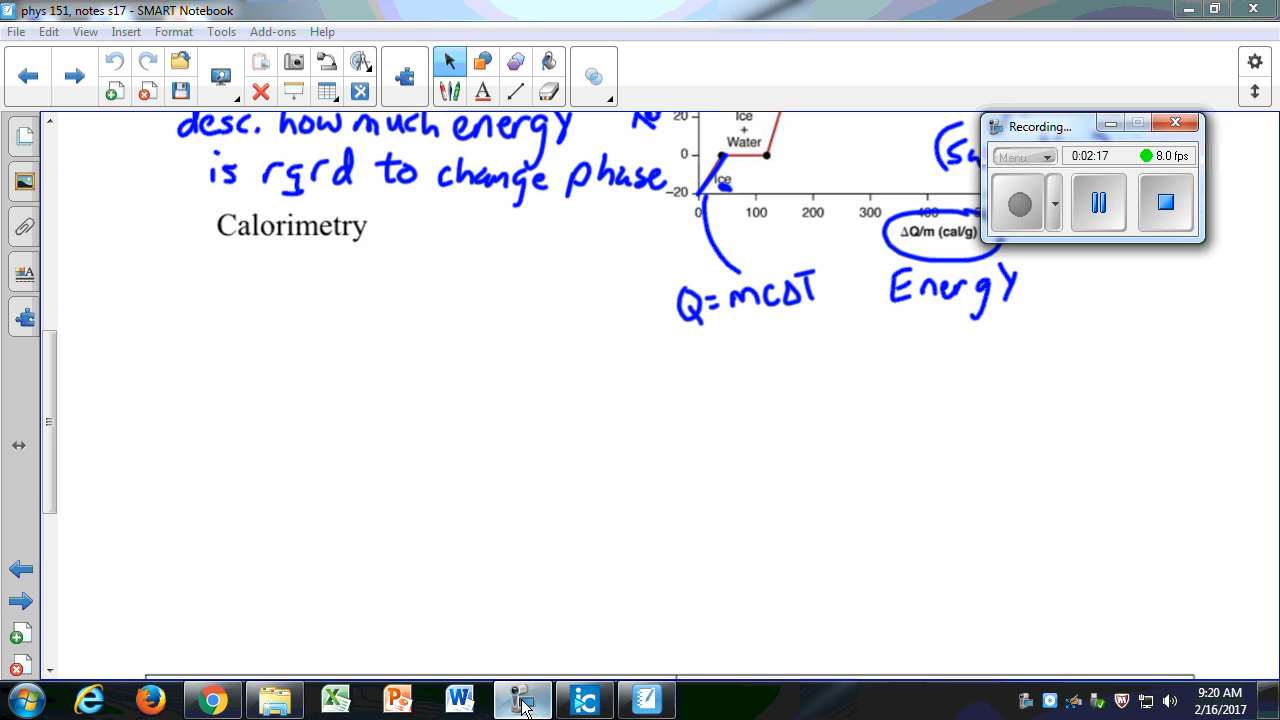 phys 151, notes s17 - SMART Notebook
File Edit View Insert Format Tools Add-ons Help
Recording...
Menu
0:02:17
8.0 fps
desc. how much energy
is rqrd to change phase
Calorimetry
20
0
-20
Ice
+
Water
Ice
0 100 200 300 400
ΔQ/m (cal/g)
Q = mcΔT
Energy
9:20 AM
2/16/2017